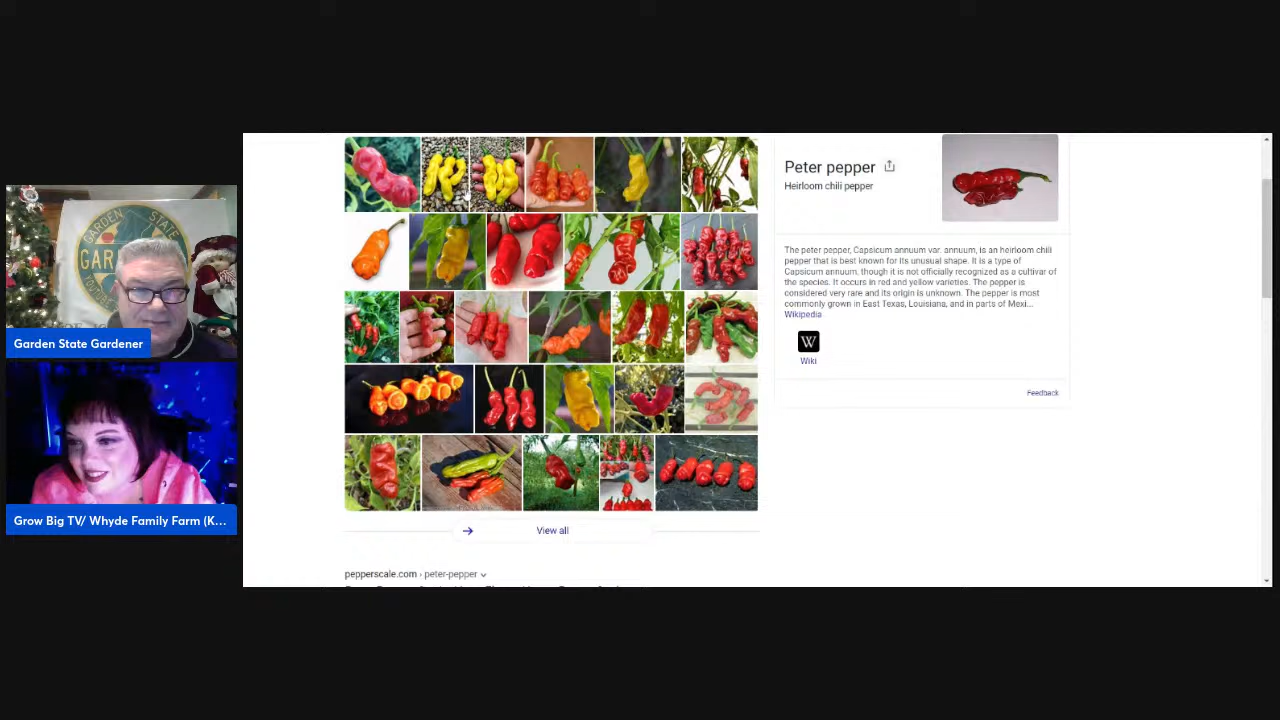 GARDEN STATE
GAR
Garden State Gardener
Grow Big TV/ Whyde Family Farm (K...
Peter pepper
Heirloom chili pepper
The peter pepper, Capsicum annuum var. annuum, is an heirloom chili
pepper that is best known for its unusual shape. It is a type of
Capsicum annuum, though it is not officially recognized as a cultivar of
the species. It occurs in red and yellow varieties. The pepper is
considered very rare and its origin is unknown. The pepper is most
commonly grown in East Texas, Louisiana, and in parts of Mexi...
Wikipedia
W
Wiki
Feedback
View all
pepperscale.com › peter-pepper